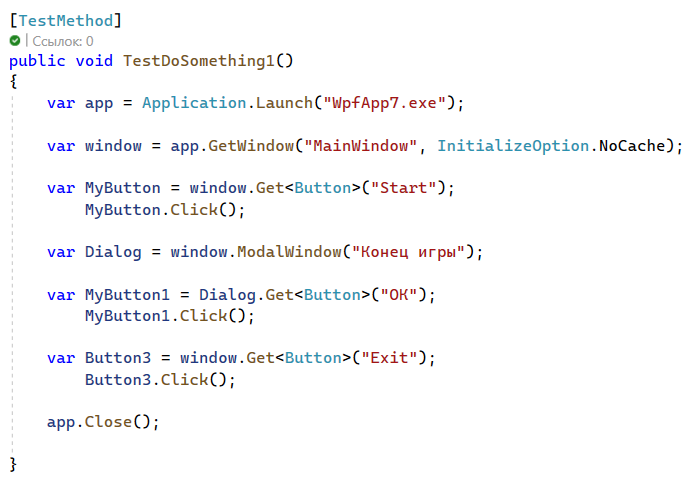 [TestMethod]
| Ссылок: 0
public void TestDoSomething1()
{
    var app = Application.Launch("WpfApp7.exe");
    var window = app.GetWindow("MainWindow", InitializeOption.NoCache);
    var MyButton = window.Get<Button>("Start");
        MyButton.Click();
    var Dialog = window.ModalWindow("Конец игры");
    var MyButton1 = Dialog.Get<Button>("ОК");
        MyButton1.Click();
    var Button3 = window.Get<Button>("Exit");
        Button3.Click();
    app.Close();
}